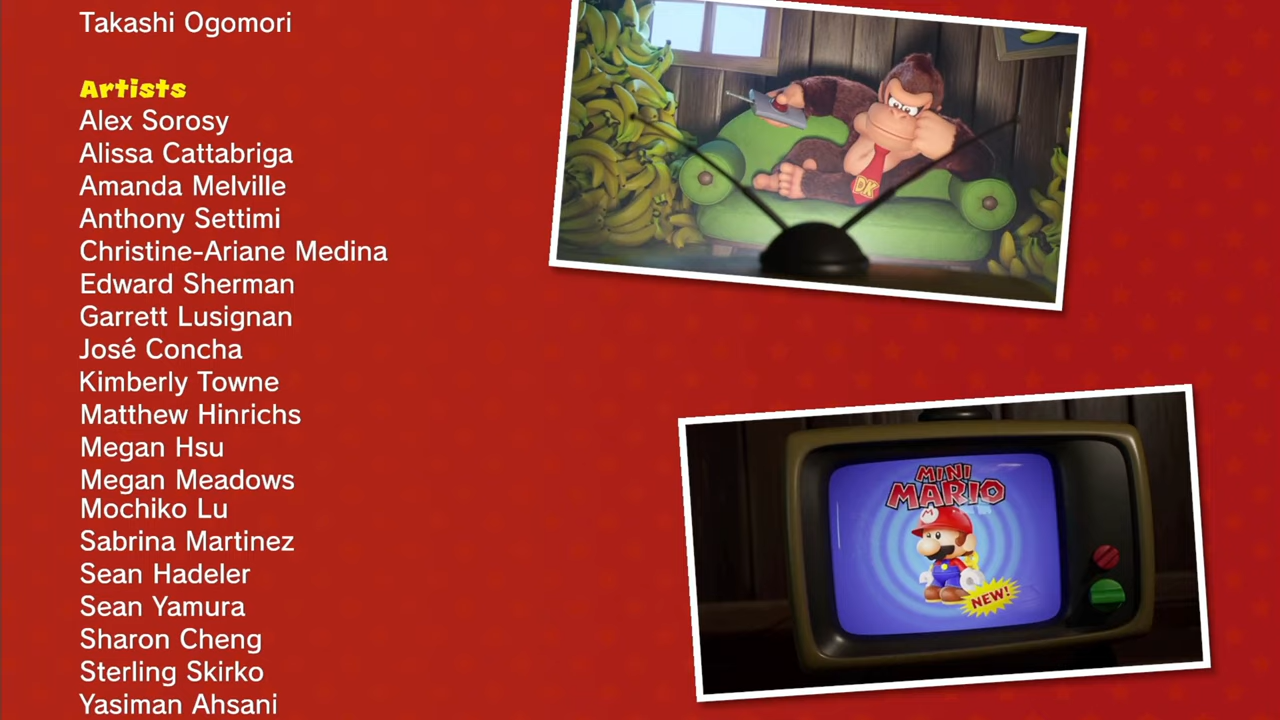 Takashi Ogomori
Artists
Alex Sorosy
Alissa Cattabriga
Amanda Melville
Anthony Settimi
Christine-Ariane Medina
Edward Sherman
Garrett Lusignan
José Concha
Kimberly Towne
Matthew Hinrichs
Megan Hsu
Megan Meadows
Mochiko Lu
Sabrina Martinez
Sean Hadeler
Sean Yamura
Sharon Cheng
Sterling Skirko
Yasiman Ahsani
DK
MINI
MARIO
M
NEW!